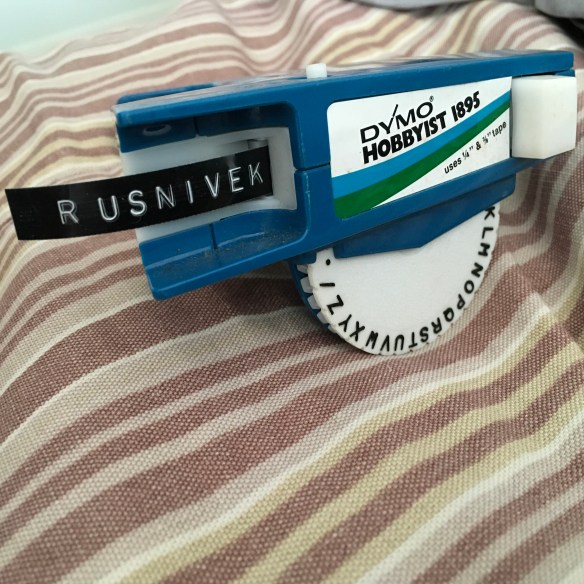 R USNIVEK
DYMO®
HOBBYIST 1895
uses ¼" & ⅜" tape
KLMNOPQRSTUVWXYZ/.